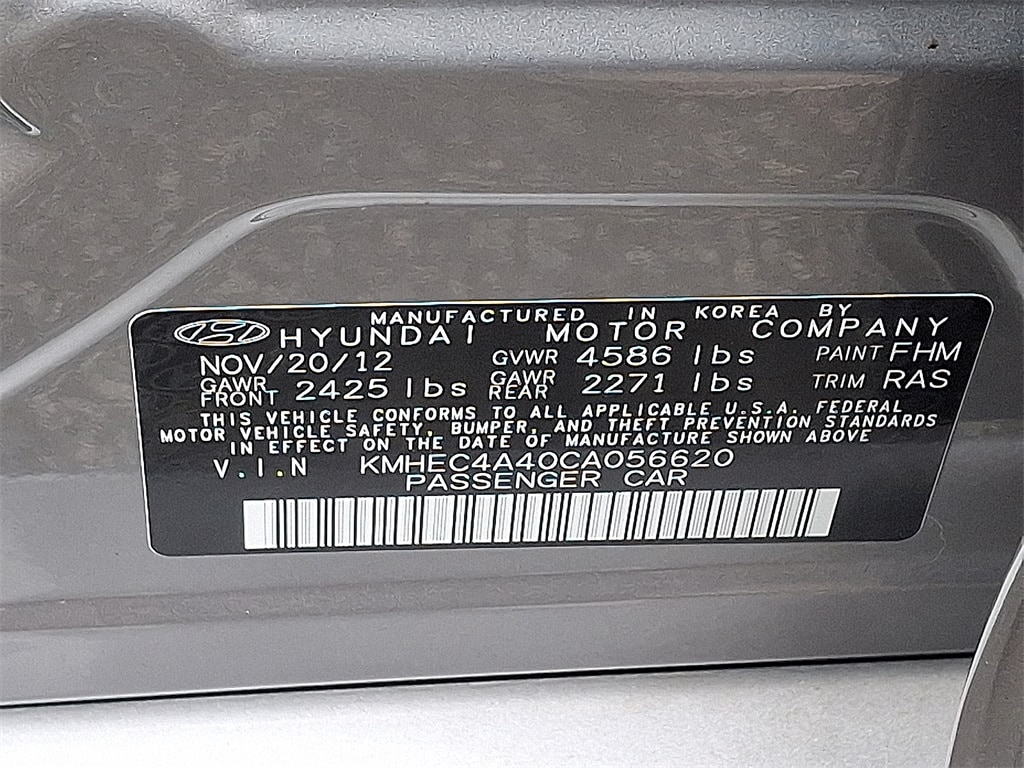 MANUFACTURED IN KOREA BY
HYUNDAI MOTOR COMPANY
NOV/20/12 GVWR 4586 lbs PAINT FHM
GAWR FRONT 2425 lbs GAWR REAR 2271 lbs TRIM RAS
THIS VEHICLE CONFORMS TO ALL APPLICABLE U.S.A. FEDERAL
MOTOR VEHICLE SAFETY, BUMPER, AND THEFT PREVENTION STANDARDS
IN EFFECT ON THE DATE OF MANUFACTURE SHOWN ABOVE
V.I.N KMHEC4A40CA056620
PASSENGER CAR